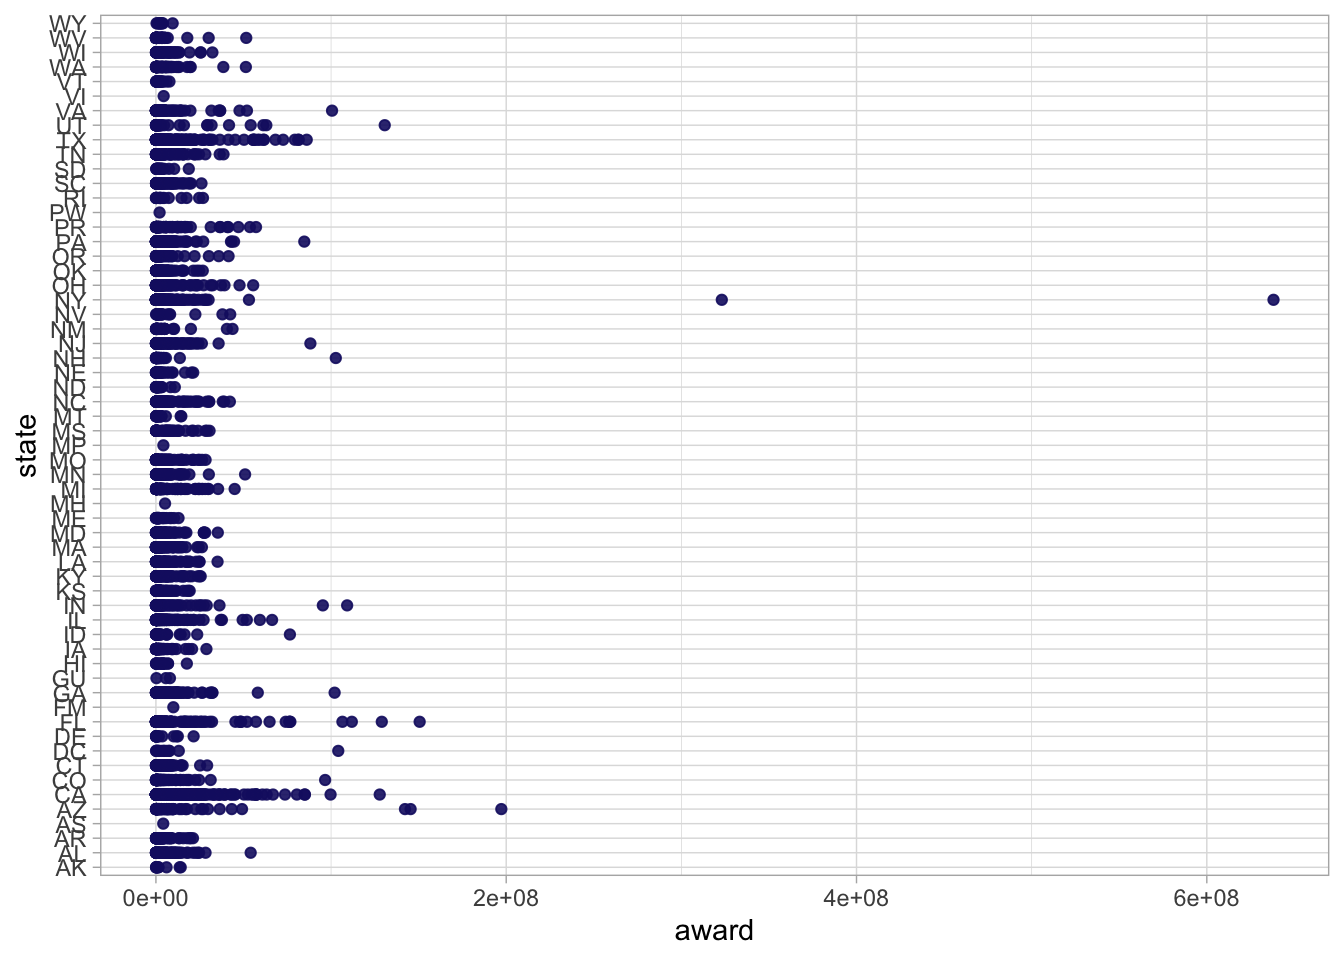 WY
WV
WI
WA
VT
VI
VA
UT
TX
TN
SD
SC
RI
PW
PR
PA
OR
OK
OH
NY
NV
NM
NJ
NH
NE
ND
NC
MT
MS
MP
MO
MN
MI
MH
ME
MD
MA
LA
KY
KS
IN
IL
ID
IA
HI
GU
GA
FM
FL
DE
DC
CT
CO
CA
AZ
AS
AR
AL
AK
state
0e+00 2e+08 4e+08 6e+08
award